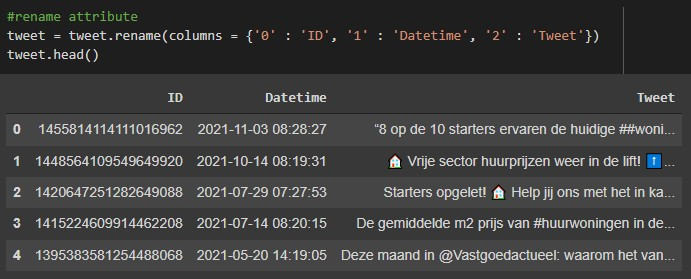 #rename attribute
tweet = tweet.rename(columns = {'0' : 'ID', '1' : 'Datetime', '2' : 'Tweet'})
tweet.head()
ID Datetime Tweet
0 1455814114111016962 2021-11-03 08:28:27 “8 op de 10 starters ervaren de huidige ##woni...
1 1448564109549649920 2021-10-14 08:19:31 🏠 Vrije sector huurprijzen weer in de lift! ⬆️...
2 1420647251282649088 2021-07-29 07:27:53 Starters opgelet! 🏠 Help jij ons met het in ka...
3 1415224609914462208 2021-07-14 08:20:15 De gemiddelde m2 prijs van #huurwoningen in de...
4 1395383581254488068 2021-05-20 14:19:05 Deze maand in @Vastgoedactueel: waarom het van...